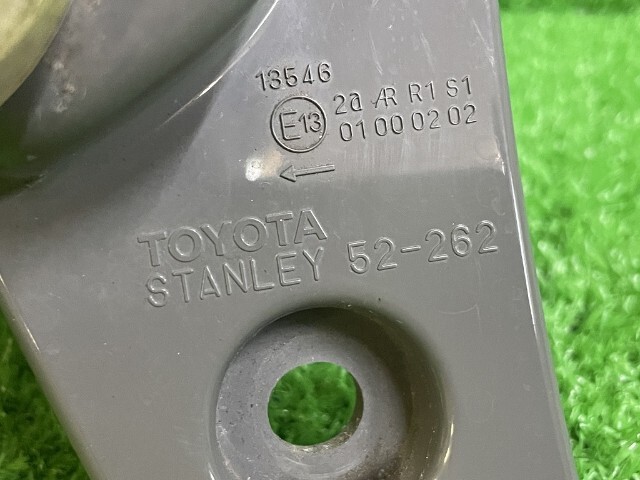 13546
E13 2a AR R1 S1
01 00 02 02
←
TOYOTA
STANLEY 52-262